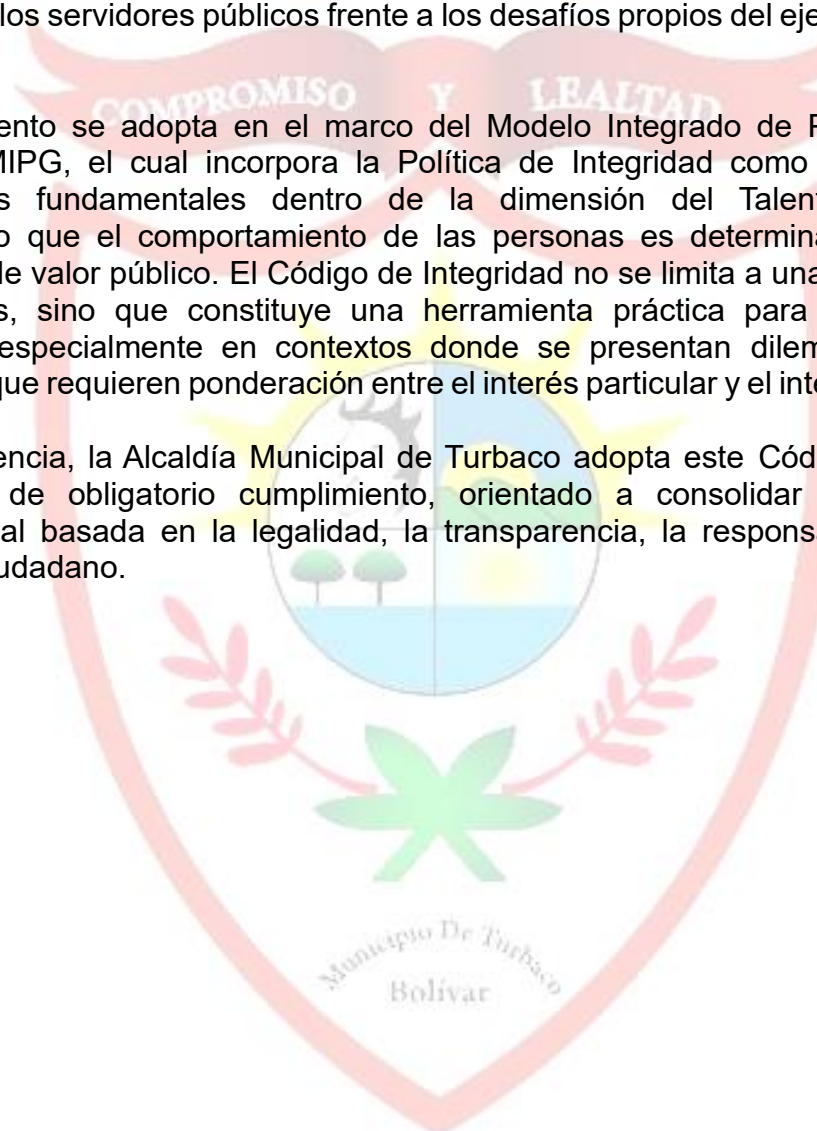 los servidores públicos frente a los desafíos propios del eje
COMPROMISO Y LEALTAD
ento se adopta en el marco del Modelo Integrado de P
MIPG, el cual incorpora la Política de Integridad como
s fundamentales dentro de la dimensión del Talent
o que el comportamiento de las personas es determina
de valor público. El Código de Integridad no se limita a una
s, sino que constituye una herramienta práctica para
especialmente en contextos donde se presentan dilem
que requieren ponderación entre el interés particular y el inte
encia, la Alcaldía Municipal de Turbaco adopta este Cód
de obligatorio cumplimiento, orientado a consolidar
al basada en la legalidad, la transparencia, la responsa
udadano.
Municipio De Turbaco
Bolívar